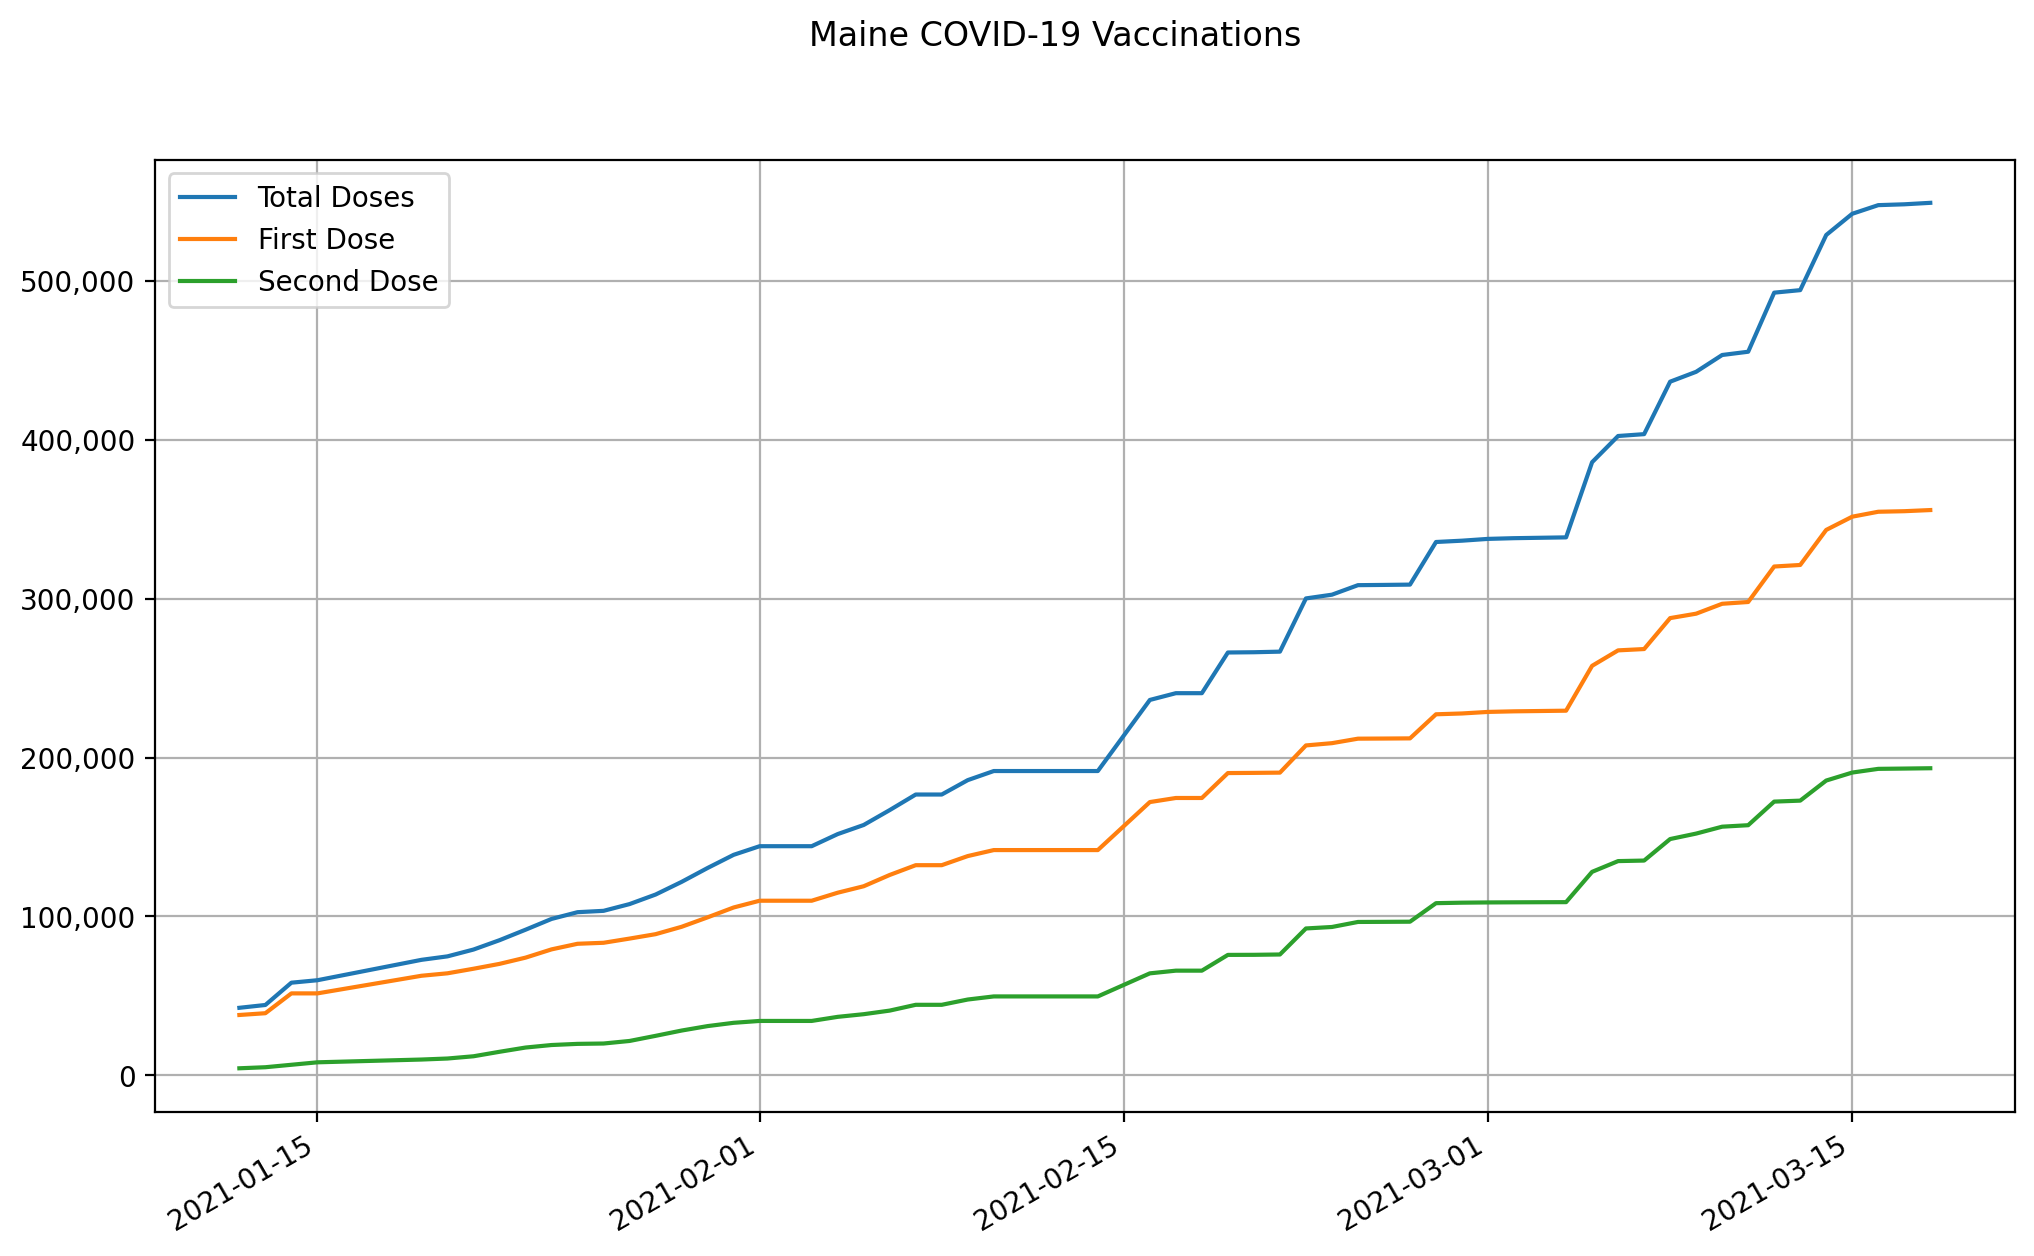 Maine COVID-19 Vaccinations
Total Doses
First Dose
Second Dose
500,000
400,000
300,000
200,000
100,000
0
2021-01-15
2021-02-01
2021-02-15
2021-03-01
2021-03-15